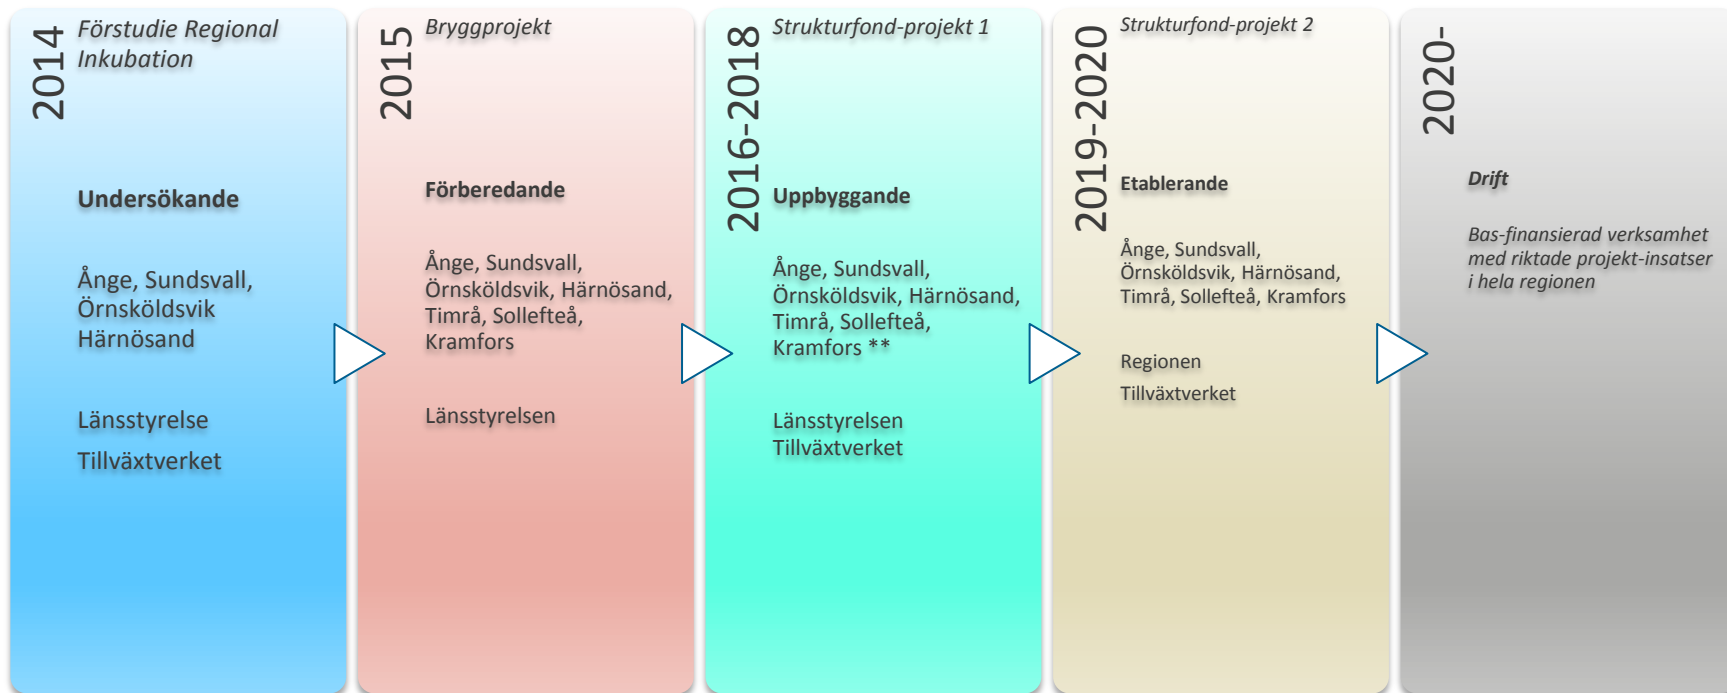 2014
Förstudie Regional
Inkubation
Undersökande
Ånge, Sundsvall,
Örnsköldsvik
Härnösand
Länsstyrelse
Tillväxtverket
2015
Bryggprojekt
Förberedande
Ånge, Sundsvall,
Örnsköldsvik, Härnösand,
Timrå, Sollefteå,
Kramfors
Länsstyrelsen
2016-2018
Strukturfond-projekt 1
Uppbyggande
Ånge, Sundsvall,
Örnsköldsvik, Härnösand,
Timrå, Sollefteå,
Kramfors **
Länsstyrelsen
Tillväxtverket
2019-2020
Strukturfond-projekt 2
Etablerande
Ånge, Sundsvall,
Örnsköldsvik, Härnösand,
Timrå, Sollefteå, Kramfors
Regionen
Tillväxtverket
2020-
Drift
Bas-finansierad verksamhet
med riktade projekt-insatser
i hela regionen